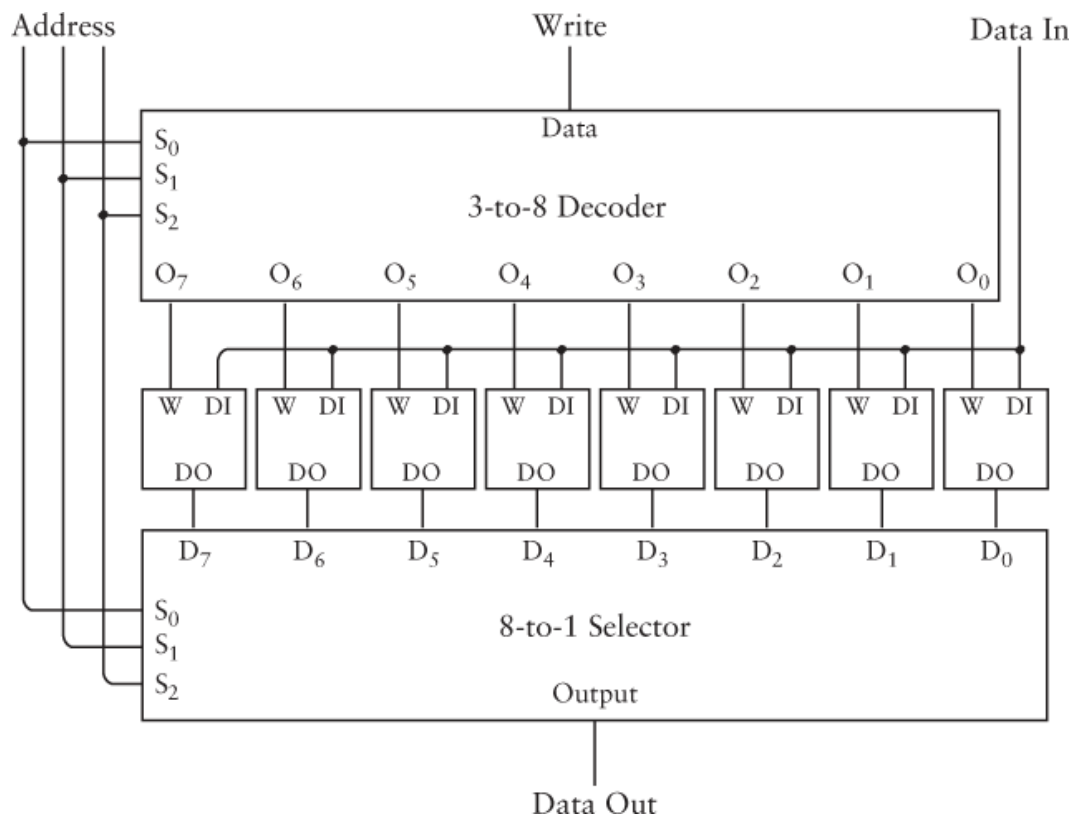 Address Write Data In
Data
S₀
S₁
3-to-8 Decoder
S₂
O₇ O₆ O₅ O₄ O₃ O₂ O₁ O₀
W DI W DI W DI W DI W DI W DI W DI W DI
DO DO DO DO DO DO DO DO
D₇ D₆ D₅ D₄ D₃ D₂ D₁ D₀
S₀
8-to-1 Selector
S₁
S₂
Output
Data Out